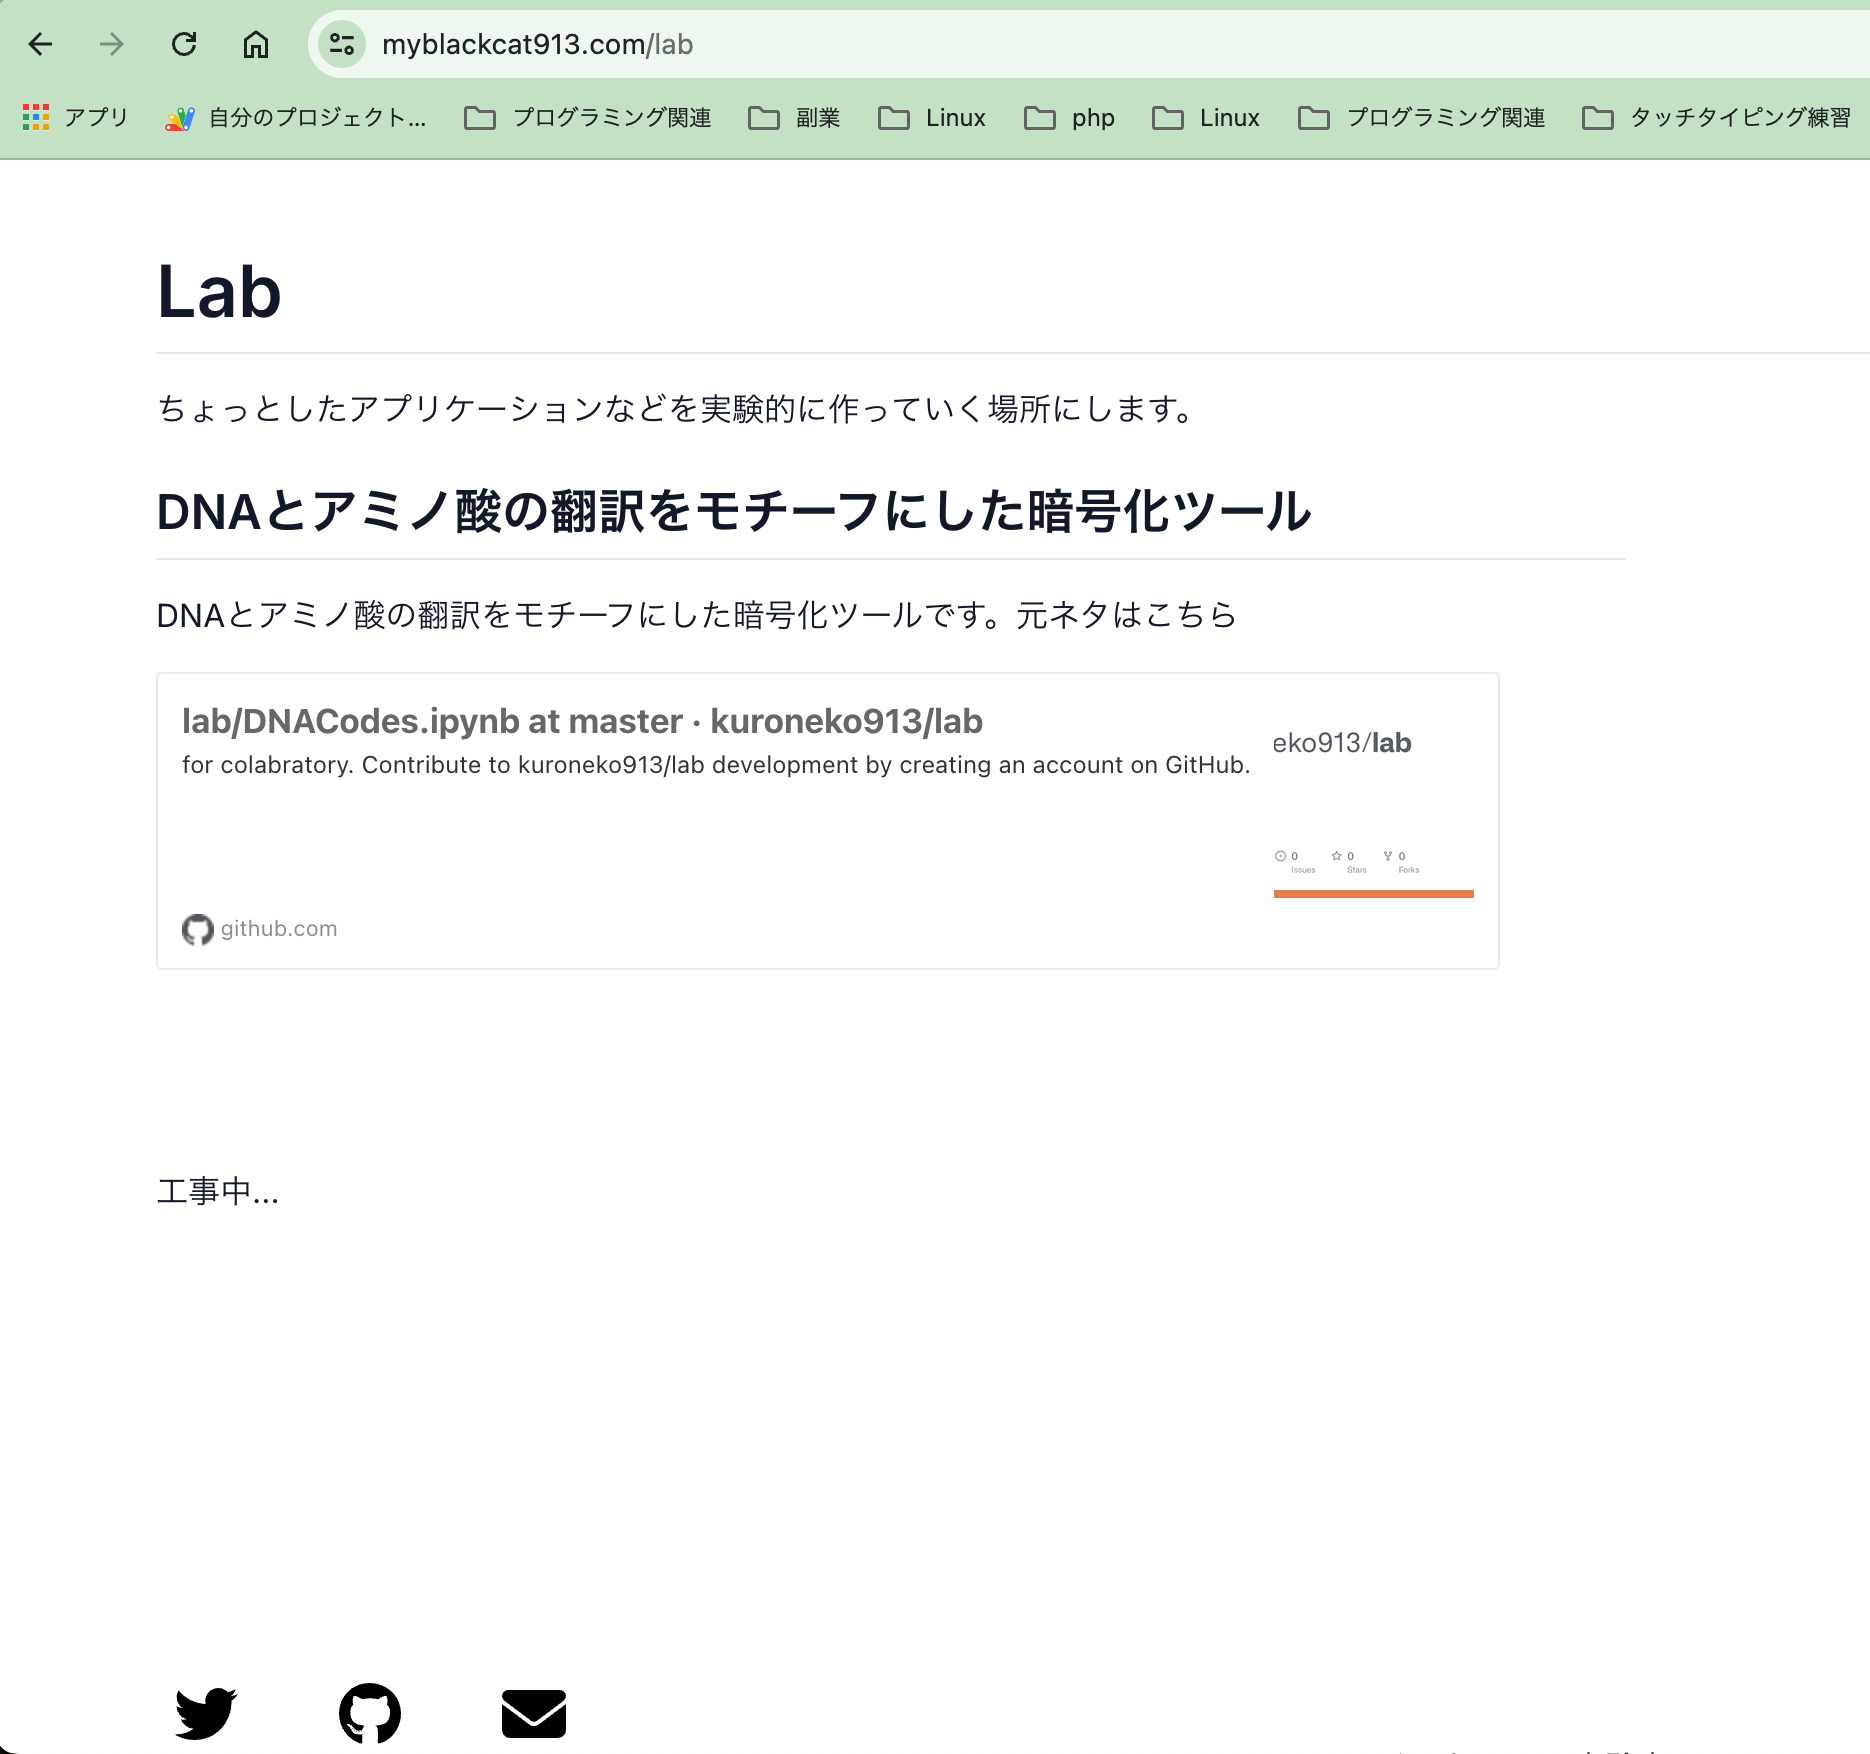 myblackcat913.com/lab
アプリ 自分のプロジェクト... プログラミング関連 副業 Linux php Linux プログラミング関連 タッチタイピング練習
Lab
ちょっとしたアプリケーションなどを実験的に作っていく場所にします。
DNAとアミノ酸の翻訳をモチーフにした暗号化ツール
DNAとアミノ酸の翻訳をモチーフにした暗号化ツールです。元ネタはこちら
lab/DNACodes.ipynb at master · kuroneko913/lab
for colabratory. Contribute to kuroneko913/lab development by creating an account on GitHub.
eko913/lab
0 0 0
Issues Stars Forks
github.com
工事中...